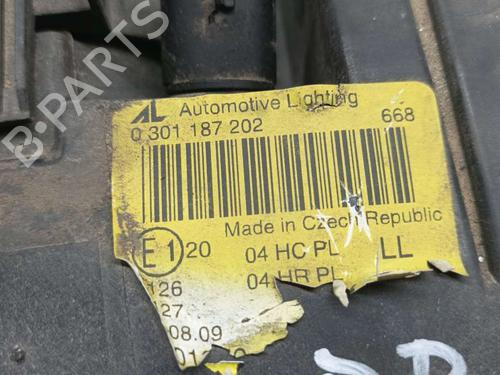 AL Automotive Lighting
0 301 187 202 668
Made in Czech Republic
E1 20 04 HC PL LL
04 HR PL
126
27
08.09
B-PARTS